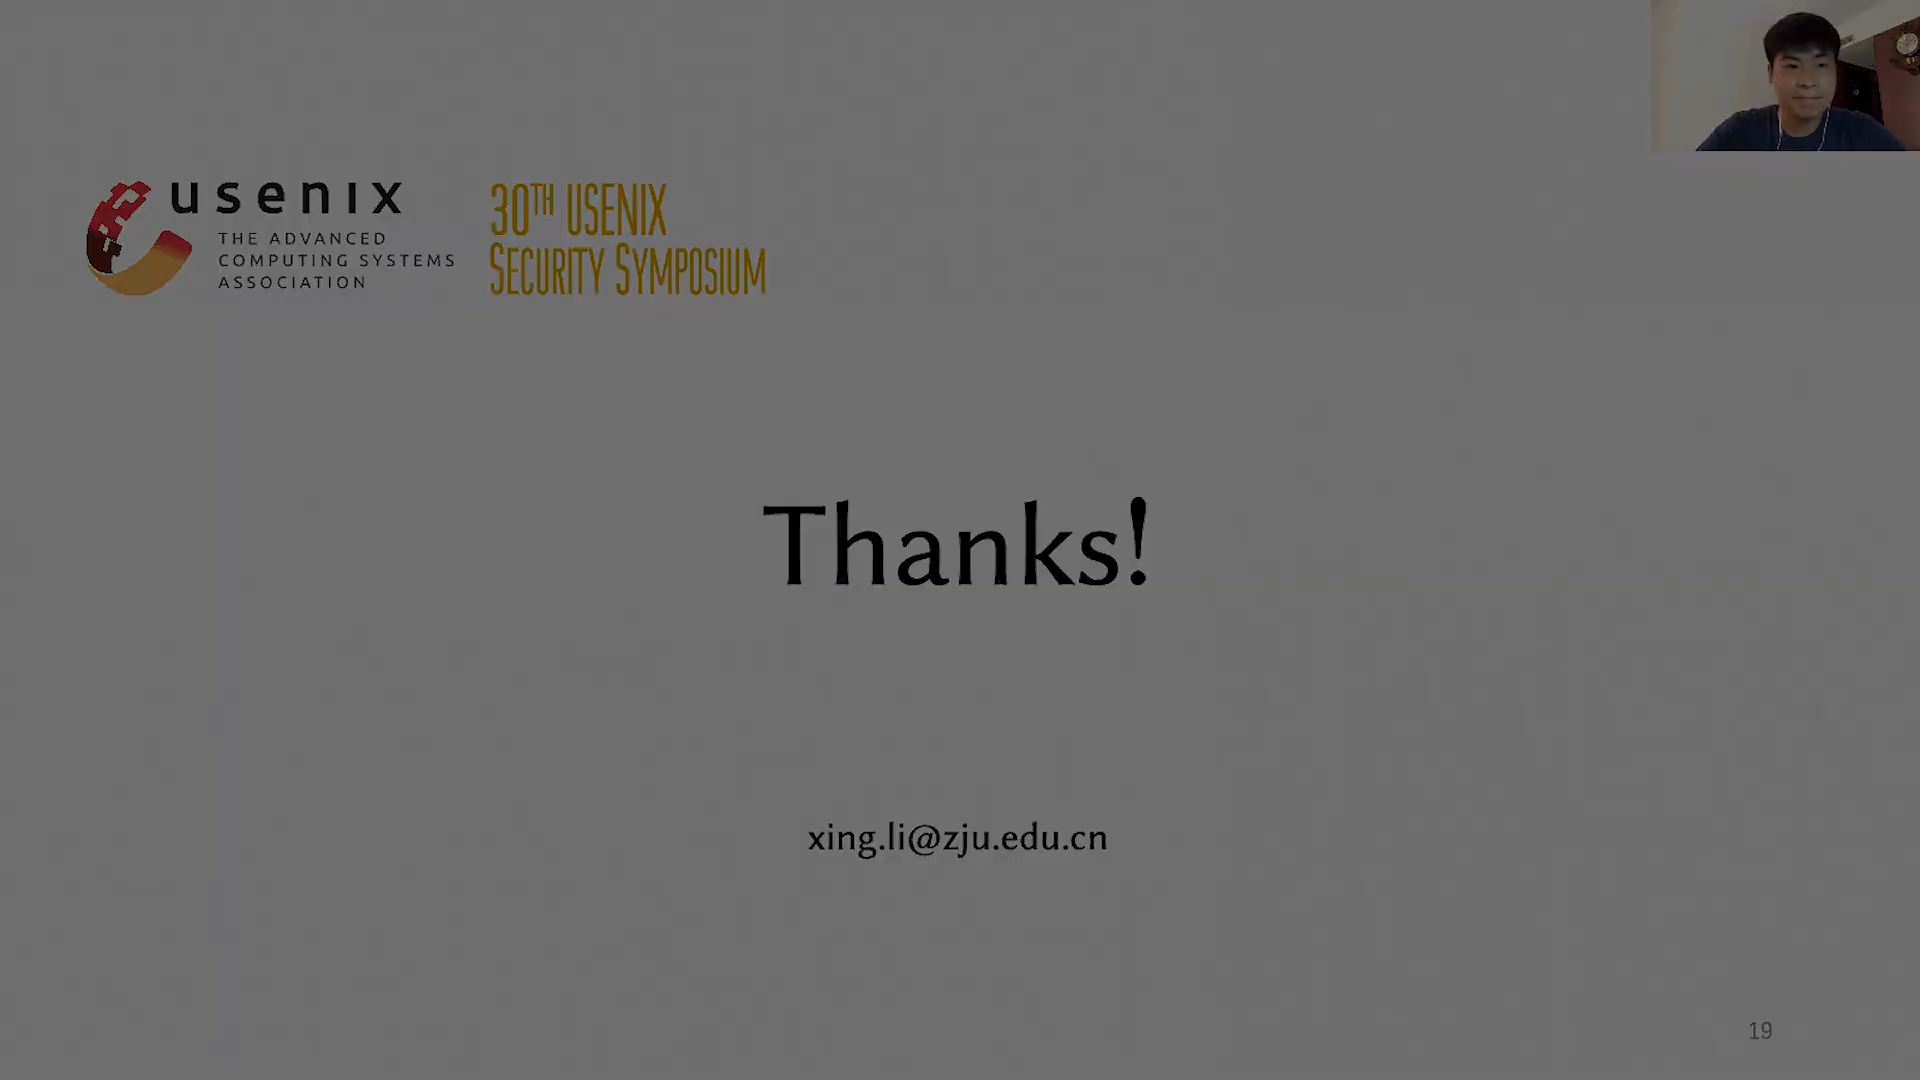 usenix
THE ADVANCED
COMPUTING SYSTEMS
ASSOCIATION
30TH USENIX
SECURITY SYMPOSIUM
Thanks!
xing.li@zju.edu.cn
19